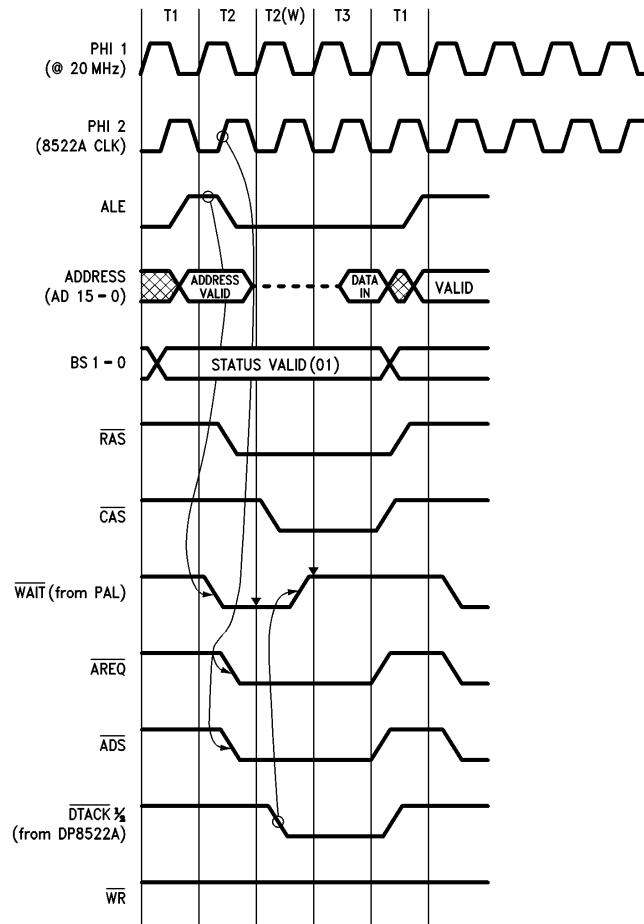 T1 T2 T2(W) T3 T1
PHI 1
(@ 20 MHz)
PHI 2
(8522A CLK)
ALE
ADDRESS
(AD 15-0)
ADDRESS
VALID
DATA
IN
VALID
BS 1-0
STATUS VALID (01)
RAS
CAS
WAIT (from PAL)
AREQ
ADS
DTACK ½
(from DP8522A)
WR